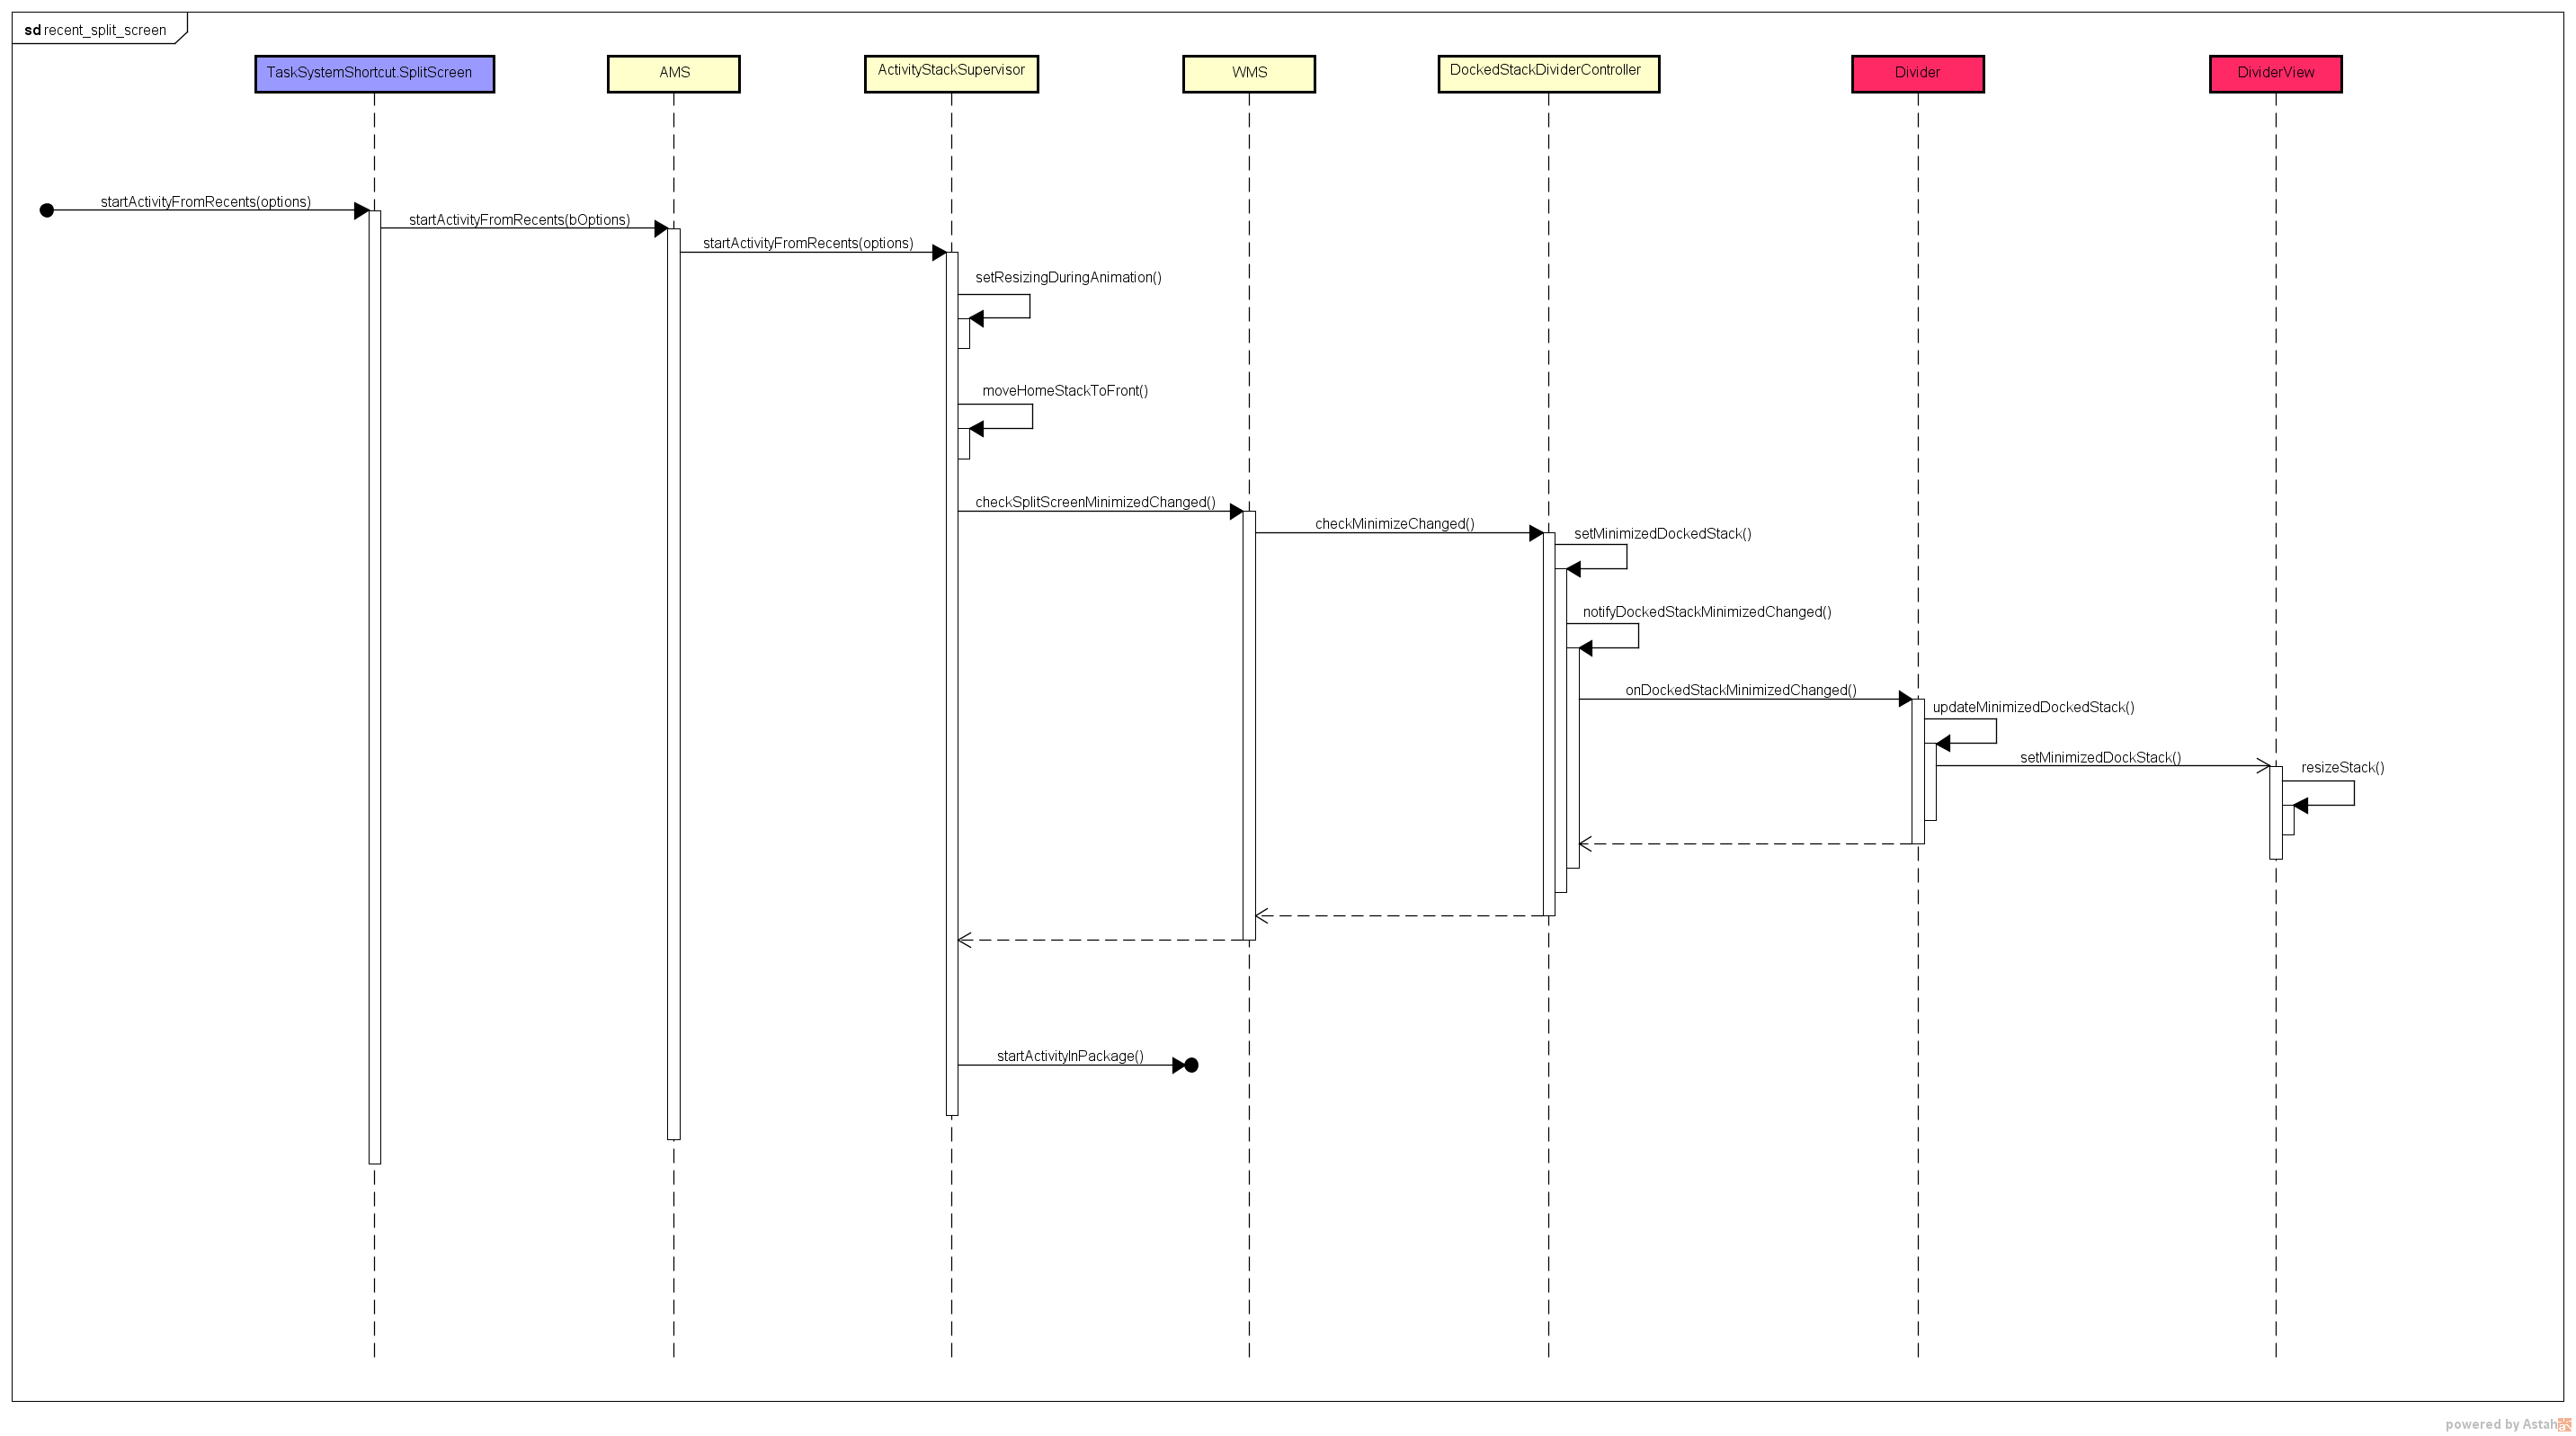 sd recent_split_screen
TaskSystemShortcut.SplitScreen
AMS
ActivityStackSupervisor
WMS
DockedStackDividerController
Divider
DividerView
startActivityFromRecents(options)
startActivityFromRecents(bOptions)
startActivityFromRecents(options)
setResizingDuringAnimation()
moveHomeStackToFront()
checkSplitScreenMinimizedChanged()
checkMinimizeChanged()
setMinimizedDockedStack()
notifyDockedStackMinimizedChanged()
onDockedStackMinimizedChanged()
updateMinimizedDockedStack()
setMinimizedDockStack()
resizeStack()
startActivityInPackage()
powered by Astah